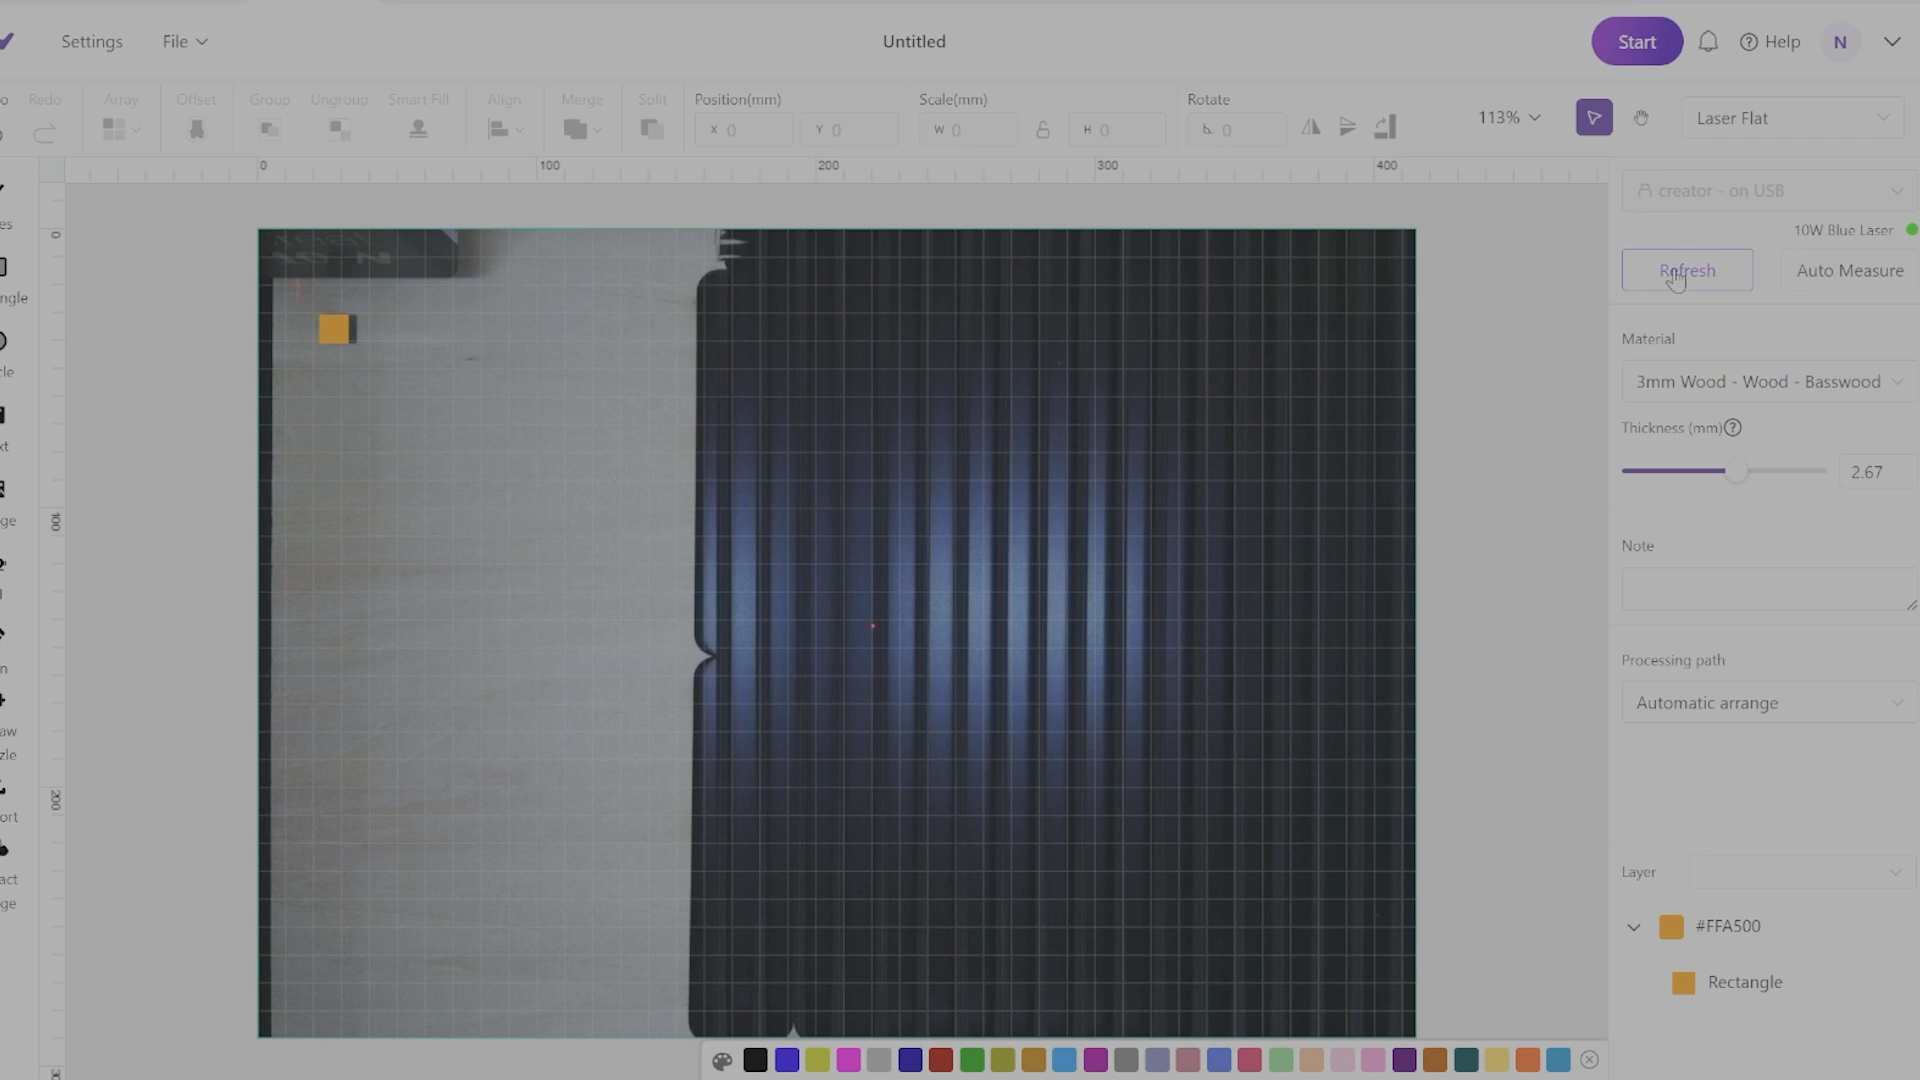 Settings File Untitled Start Help N
Redo Array Offset Group Ungroup Smart Fill Align Merge Split Position(mm) Scale(mm) Rotate
X 0 Y 0 W 0 H 0 0 113% Laser Flat
0 100 200 300 400
creator - on USB
10W Blue Laser
Refresh Auto Measure
Material
3mm Wood - Wood - Basswood
Thickness (mm)
2.67
Note
Processing path
Automatic arrange
Layer
#FFA500
Rectangle
0
100
200